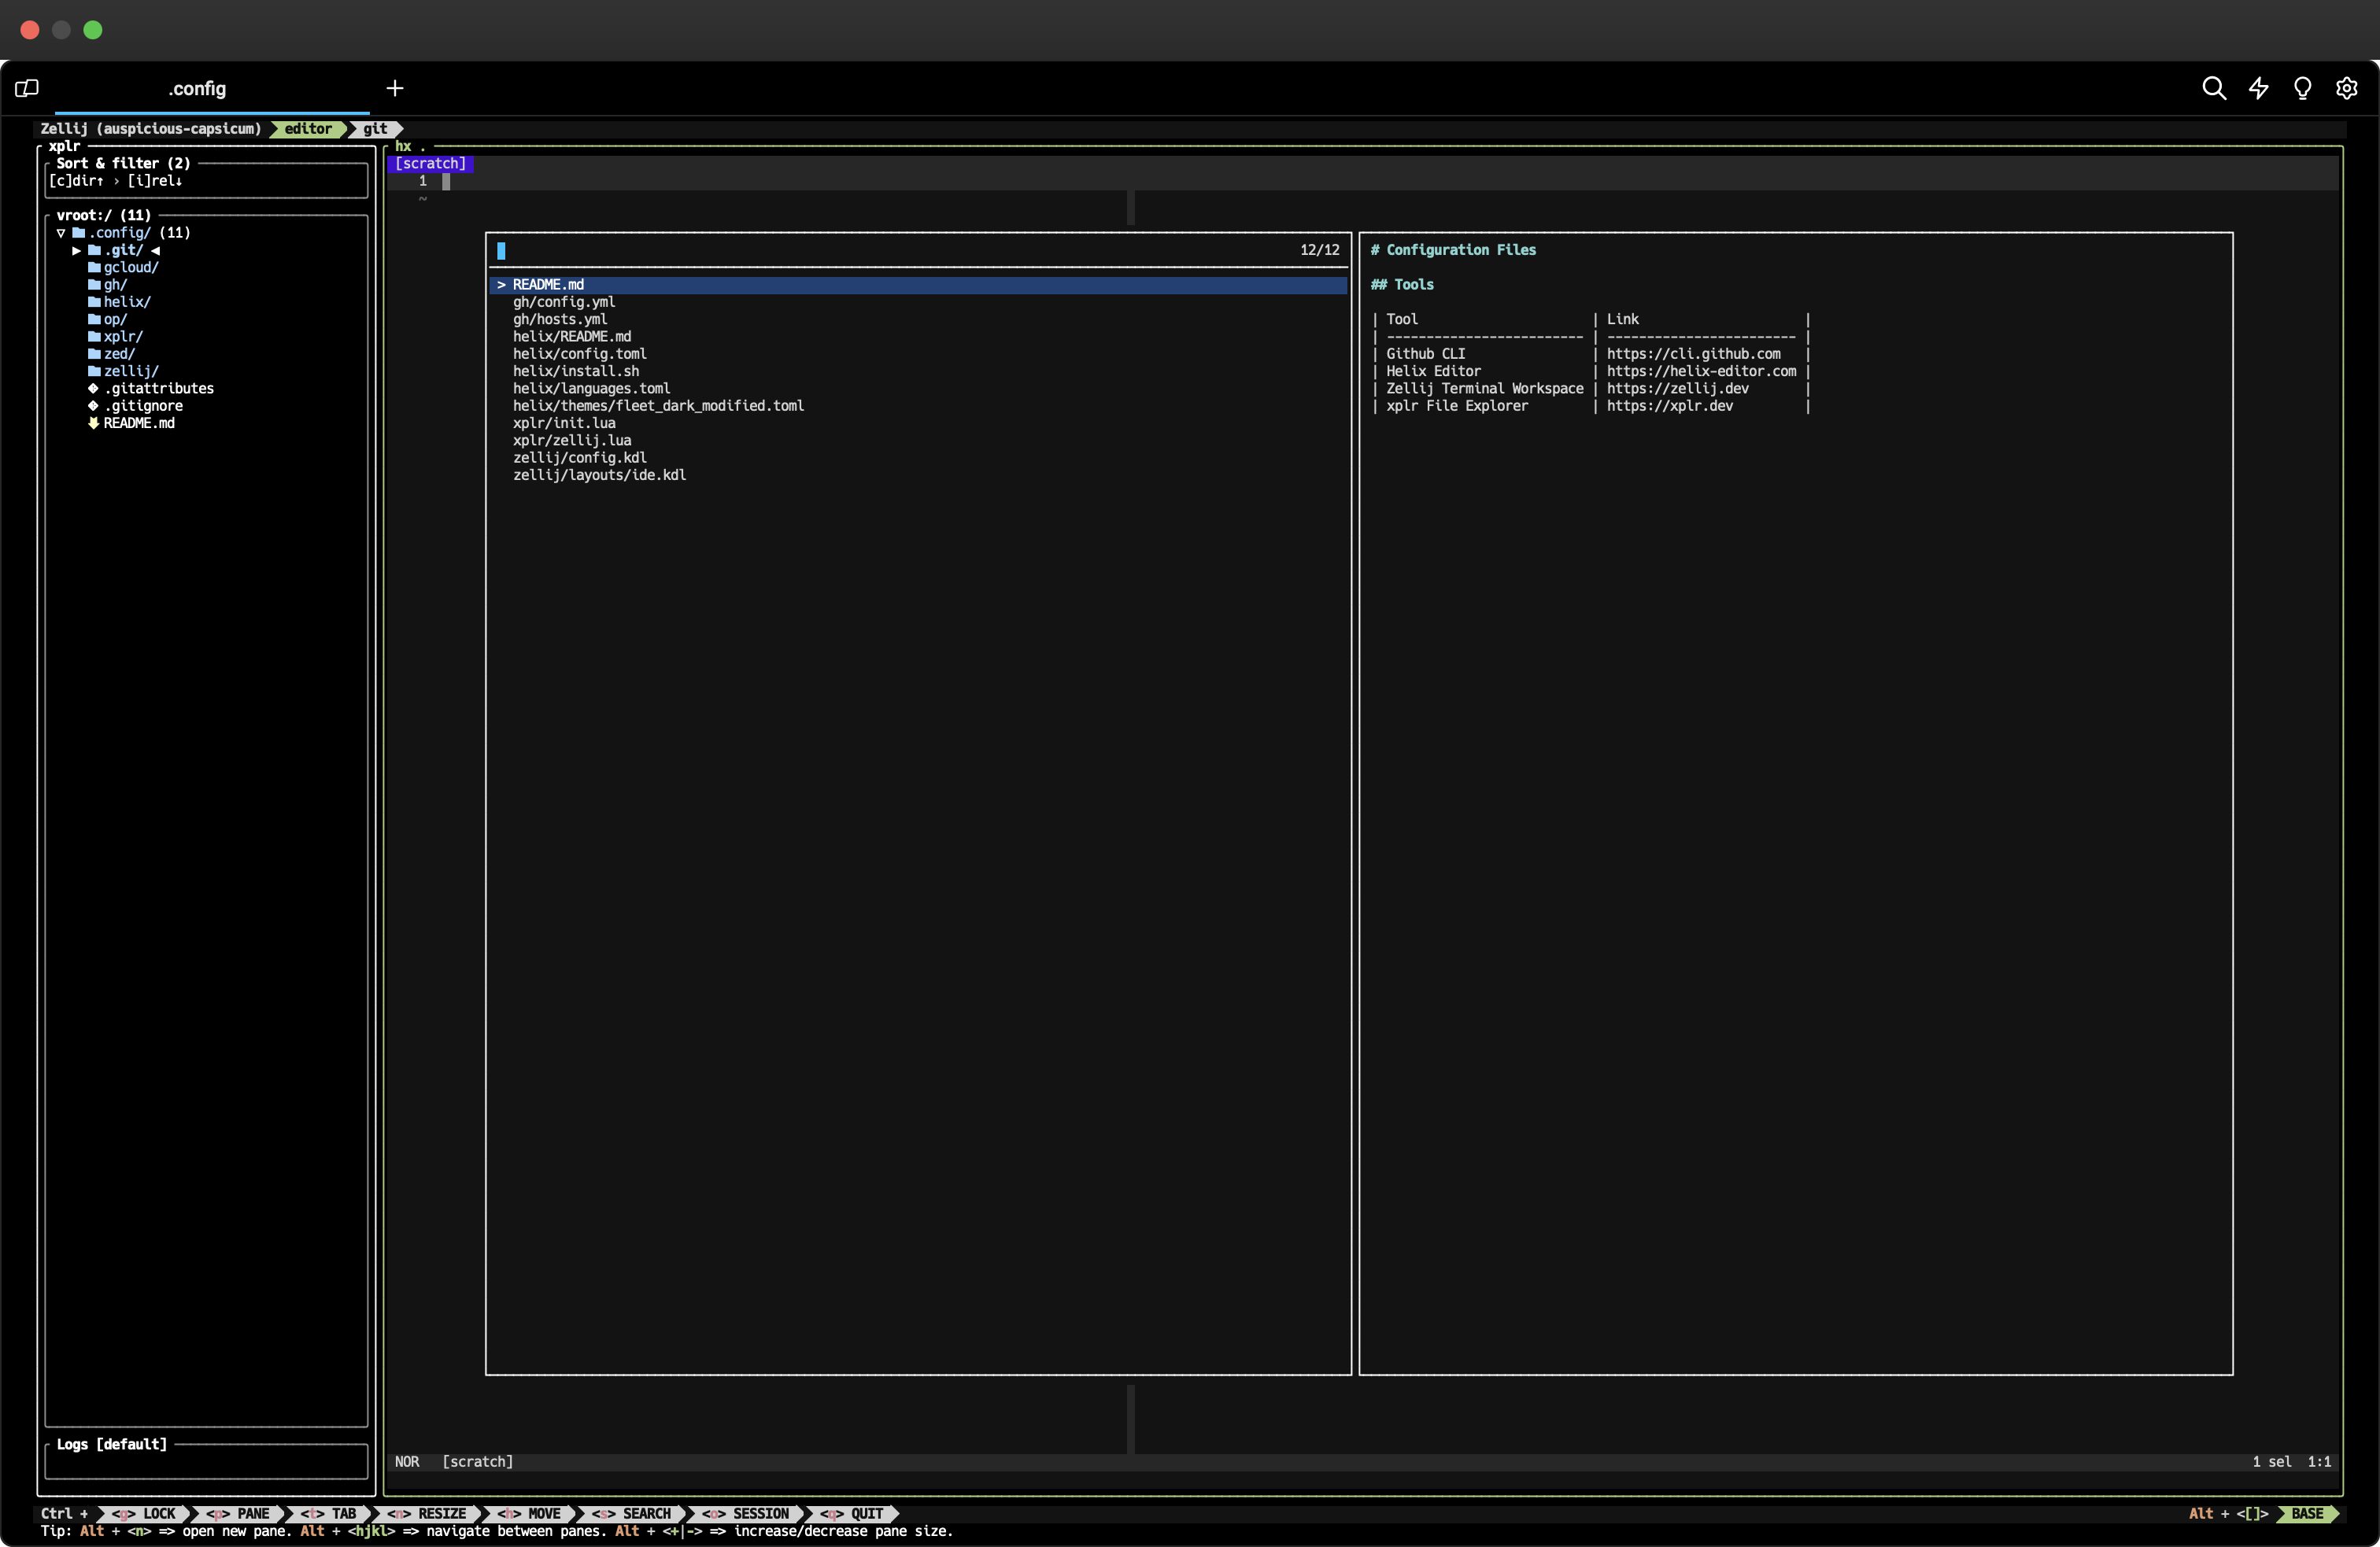 .config
Zellij (auspicious-capsicum) editor git
xplr
Sort & filter (2)
[c]dir↑ › [i]rel↓
vroot:/ (11)
.config/ (11)
.git/
gcloud/
gh/
helix/
op/
xplr/
zed/
zellij/
.gitattributes
.gitignore
README.md
Logs [default]
hx .
[scratch]
1
~
12/12
> README.md
gh/config.yml
gh/hosts.yml
helix/README.md
helix/config.toml
helix/install.sh
helix/languages.toml
helix/themes/fleet_dark_modified.toml
xplr/init.lua
xplr/zellij.lua
zellij/config.kdl
zellij/layouts/ide.kdl
# Configuration Files
## Tools
| Tool | Link |
| ------------------------- | ------------------------ |
| Github CLI | https://cli.github.com |
| Helix Editor | https://helix-editor.com |
| Zellij Terminal Workspace | https://zellij.dev |
| xplr File Explorer | https://xplr.dev |
NOR [scratch] 1 sel 1:1
Ctrl + <g> LOCK <p> PANE <t> TAB <n> RESIZE <h> MOVE <s> SEARCH <o> SESSION <q> QUIT Alt + <[]> BASE
Tip: Alt + <n> => open new pane. Alt + <hjkl> => navigate between panes. Alt + <+|-> => increase/decrease pane size.